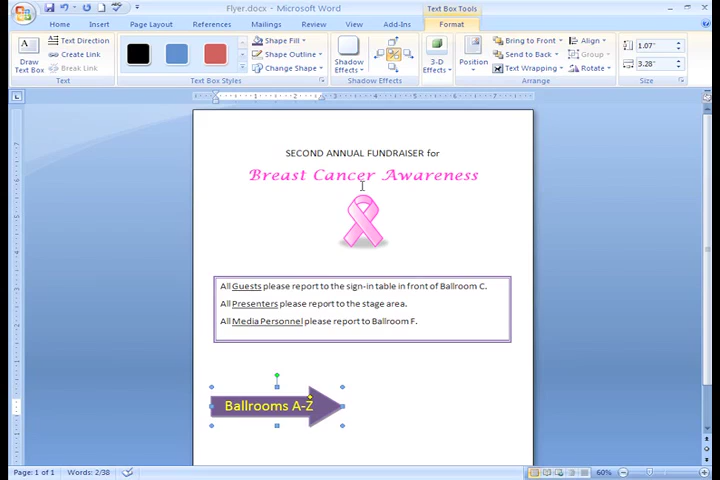 Flyer.docx - Microsoft Word
Text Box Tools
Home Insert Page Layout References Mailings Review View Add-Ins Format
Draw Text Box
Text Direction
Create Link
Break Link
Text
Shape Fill
Shape Outline
Change Shape
Text Box Styles
Shadow Effects
Shadow Effects
3-D Effects
Position
Bring to Front
Send to Back
Text Wrapping
Align
Group
Rotate
Arrange
1.07"
3.28"
Size
SECOND ANNUAL FUNDRAISER for
Breast Cancer Awareness
All Guests please report to the sign-in table in front of Ballroom C.
All Presenters please report to the stage area.
All Media Personnel please report to Ballroom F.
Ballrooms A-Z
Page: 1 of 1 Words: 2/38 60%